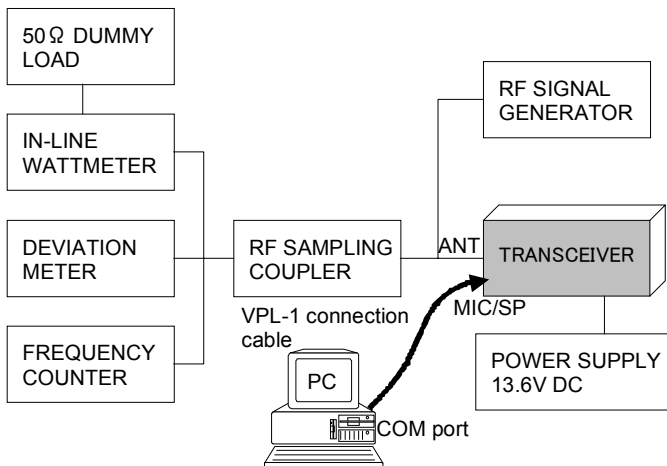 50Ω DUMMY
LOAD
RF SIGNAL
GENERATOR
IN-LINE
WATTMETER
DEVIATION
METER
RF SAMPLING
COUPLER
ANT
TRANSCEIVER
MIC/SP
VPL-1 connection
cable
FREQUENCY
COUNTER
PC
POWER SUPPLY
13.6V DC
COM port